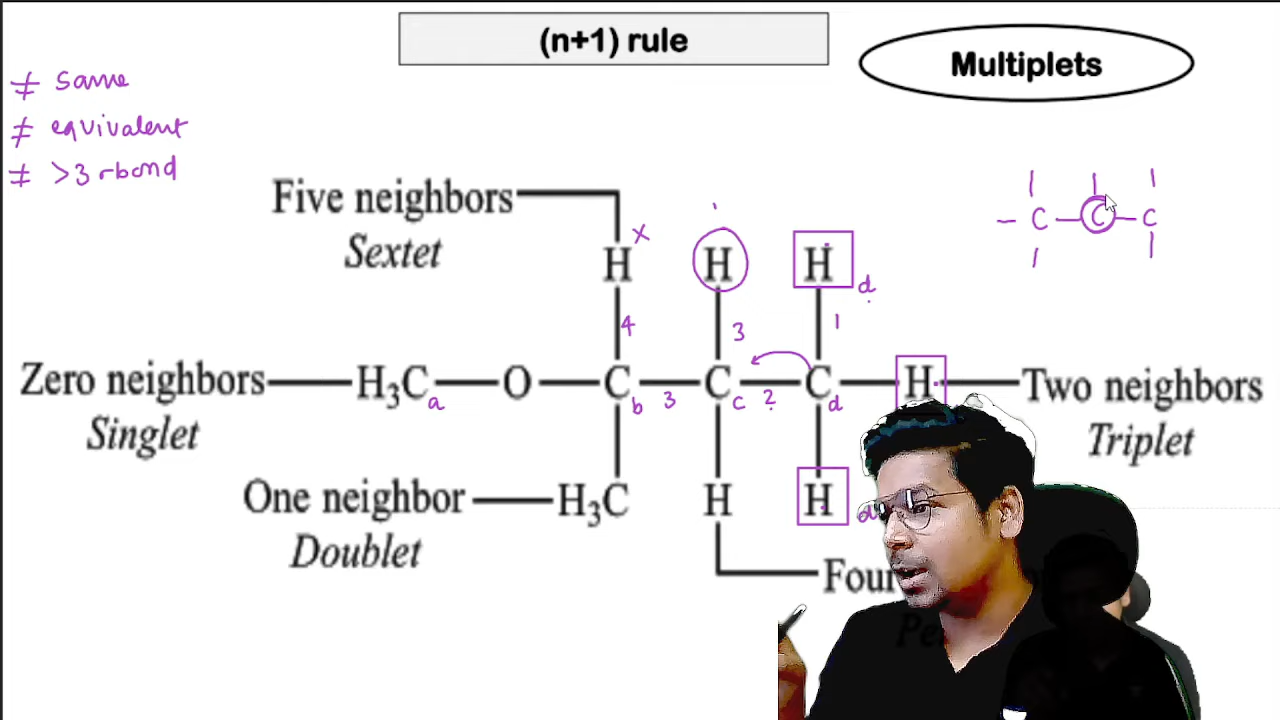 (n+1) rule
Multiplets
≠ same
≠ equivalent
≠ >3 σ bond
Five neighbors
Sextet
H x
H
H d
4
3
1
Zero neighbors
Singlet
H₃C a
O
C b
3
C c
2
C d
H
Two neighbors
Triplet
One neighbor
Doublet
H₃C
H
H d
Four
Pe
– C – C – C